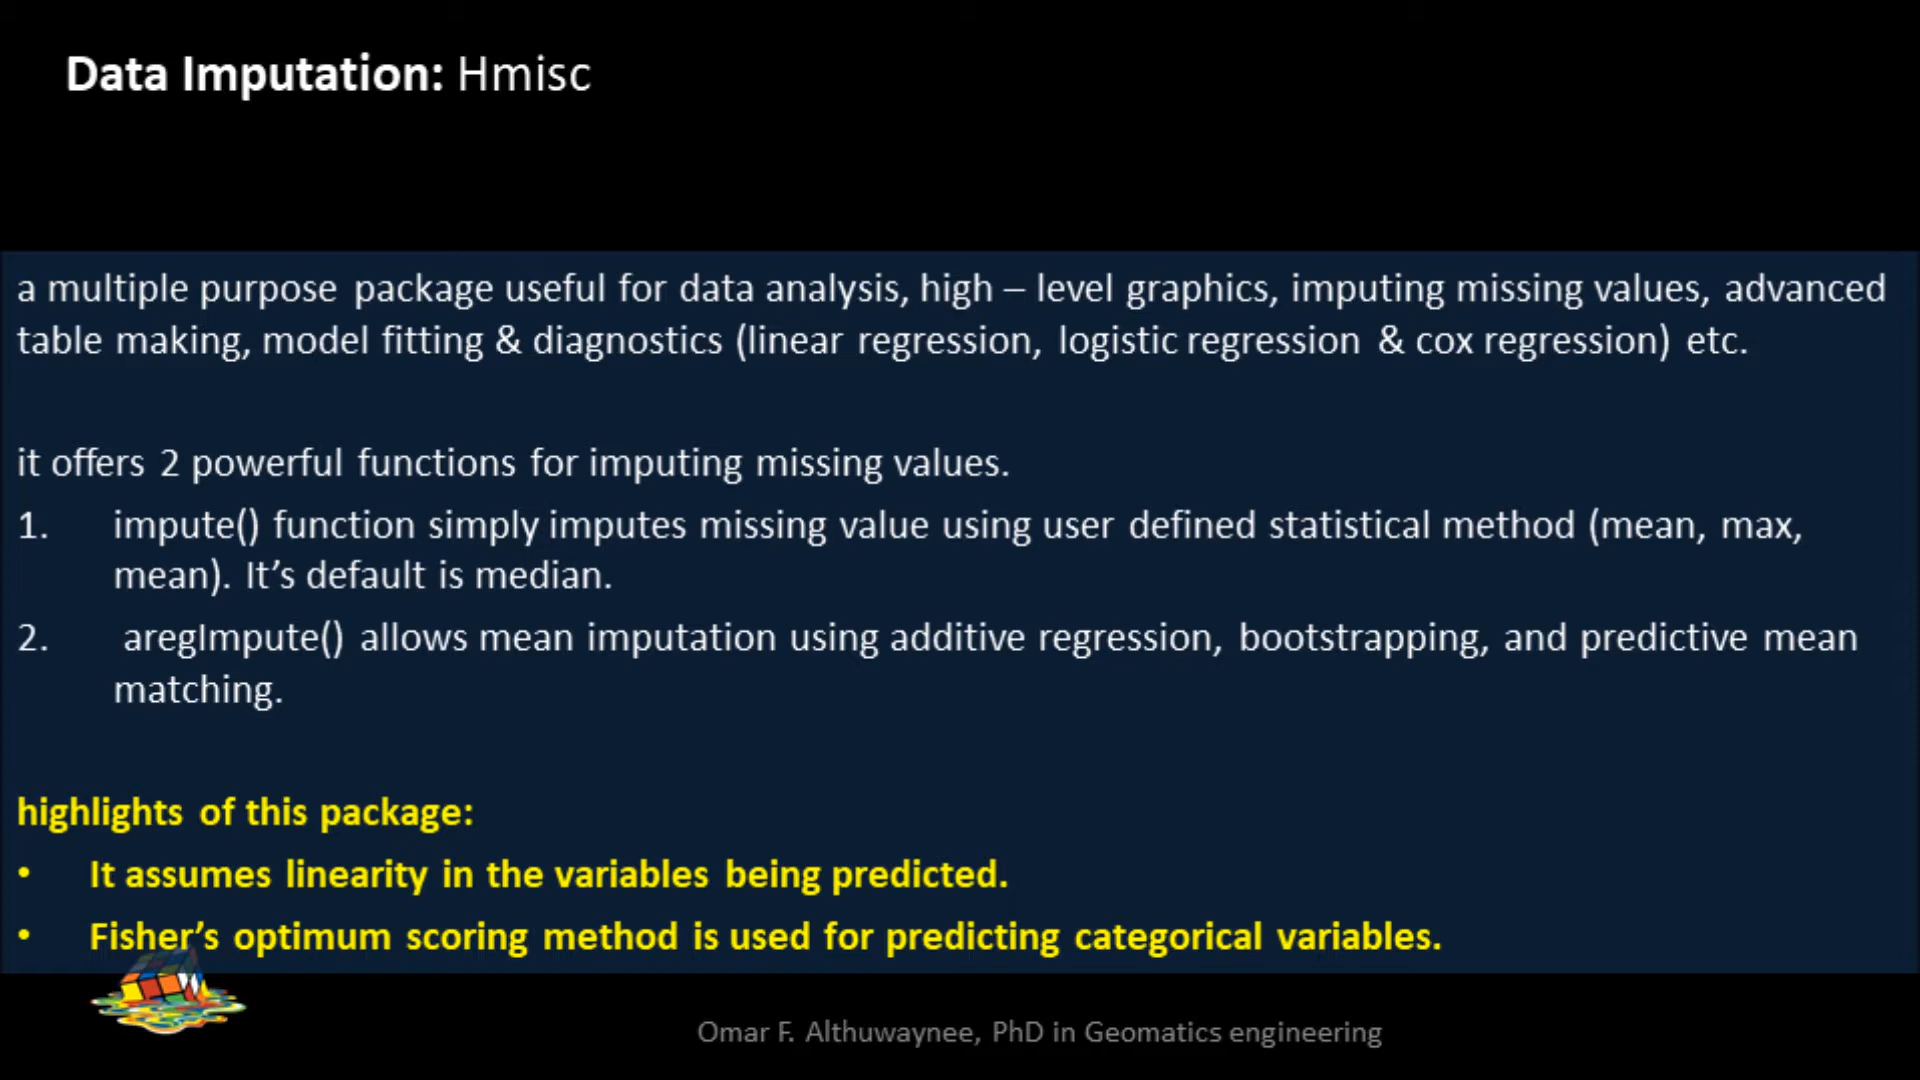 Data Imputation: Hmisc
a multiple purpose package useful for data analysis, high – level graphics, imputing missing values, advanced
table making, model fitting & diagnostics (linear regression, logistic regression & cox regression) etc.
it offers 2 powerful functions for imputing missing values.
1. impute() function simply imputes missing value using user defined statistical method (mean, max,
mean). It’s default is median.
2. aregImpute() allows mean imputation using additive regression, bootstrapping, and predictive mean
matching.
highlights of this package:
• It assumes linearity in the variables being predicted.
• Fisher’s optimum scoring method is used for predicting categorical variables.
Omar F. Althuwaynee, PhD in Geomatics engineering